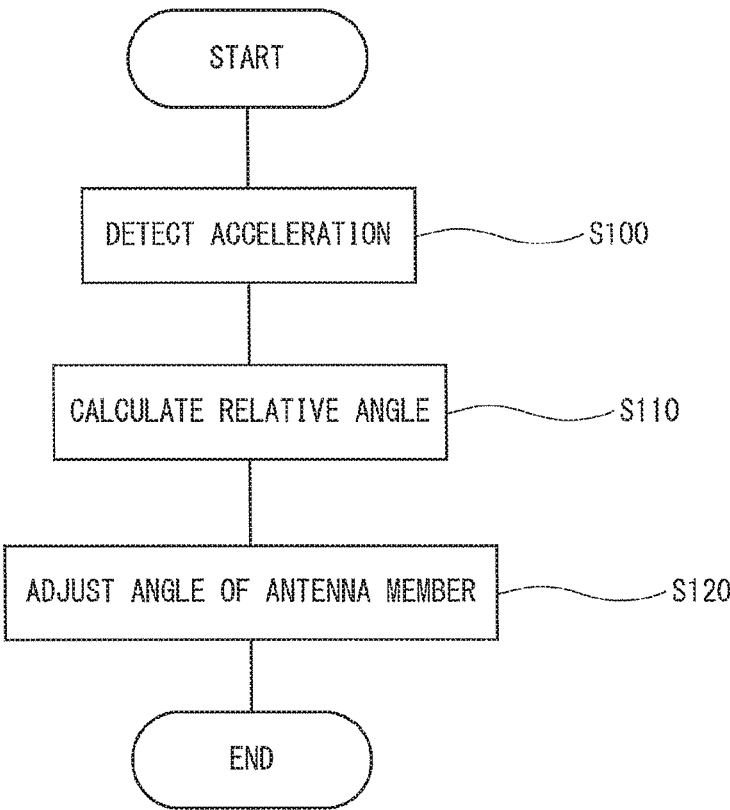 START
DETECT ACCELERATION
S100
CALCULATE RELATIVE ANGLE
S110
ADJUST ANGLE OF ANTENNA MEMBER
S120
END